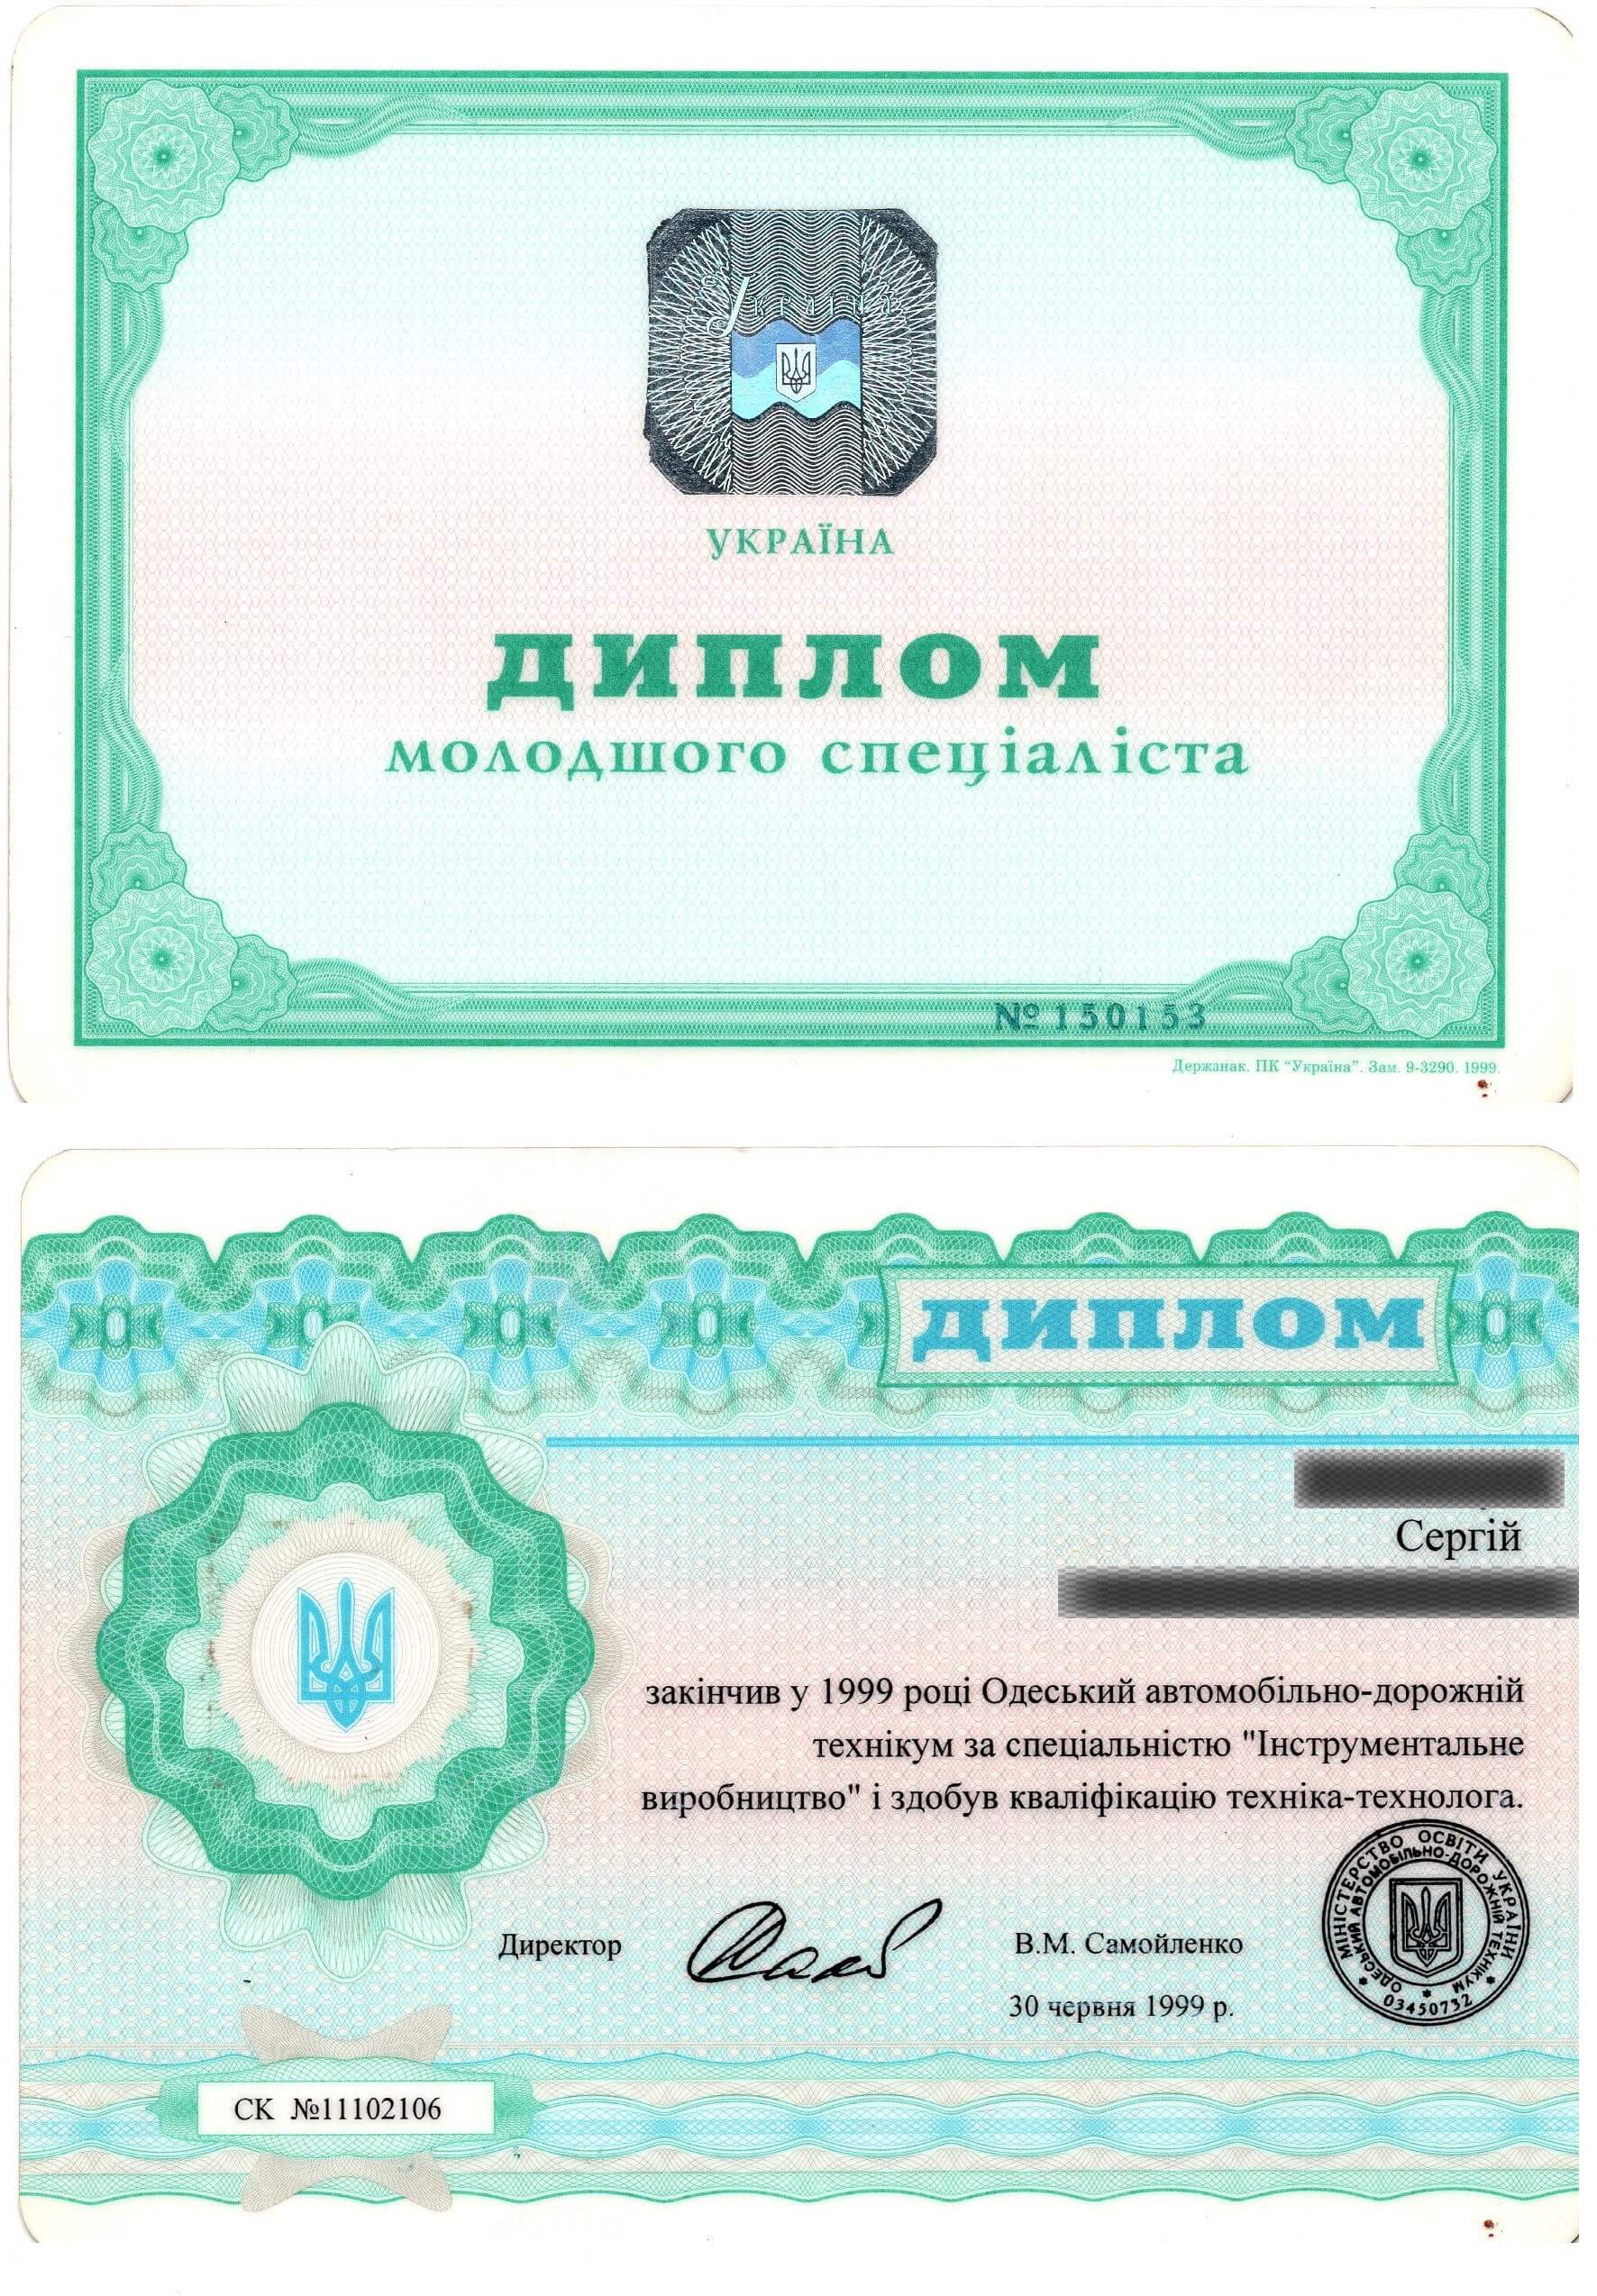 Україна
УКРАЇНА
ДИПЛОМ
молодшого спеціаліста
№ 150153
Держзнак. ПК “Україна”. Зам. 9-3290. 1999.
ДИПЛОМ
Сергій
закінчив у 1999 році Одеський автомобільно-дорожній
технікум за спеціальністю "Інструментальне
виробництво" і здобув кваліфікацію техніка-технолога.
МІНІСТЕРСТВО ОСВІТИ УКРАЇНИ
ОДЕСЬКИЙ АВТОМОБІЛЬНО-ДОРОЖНІЙ ТЕХНІКУМ
* 03450732 *
Директор В.М. Самойленко
30 червня 1999 р.
СК №11102106